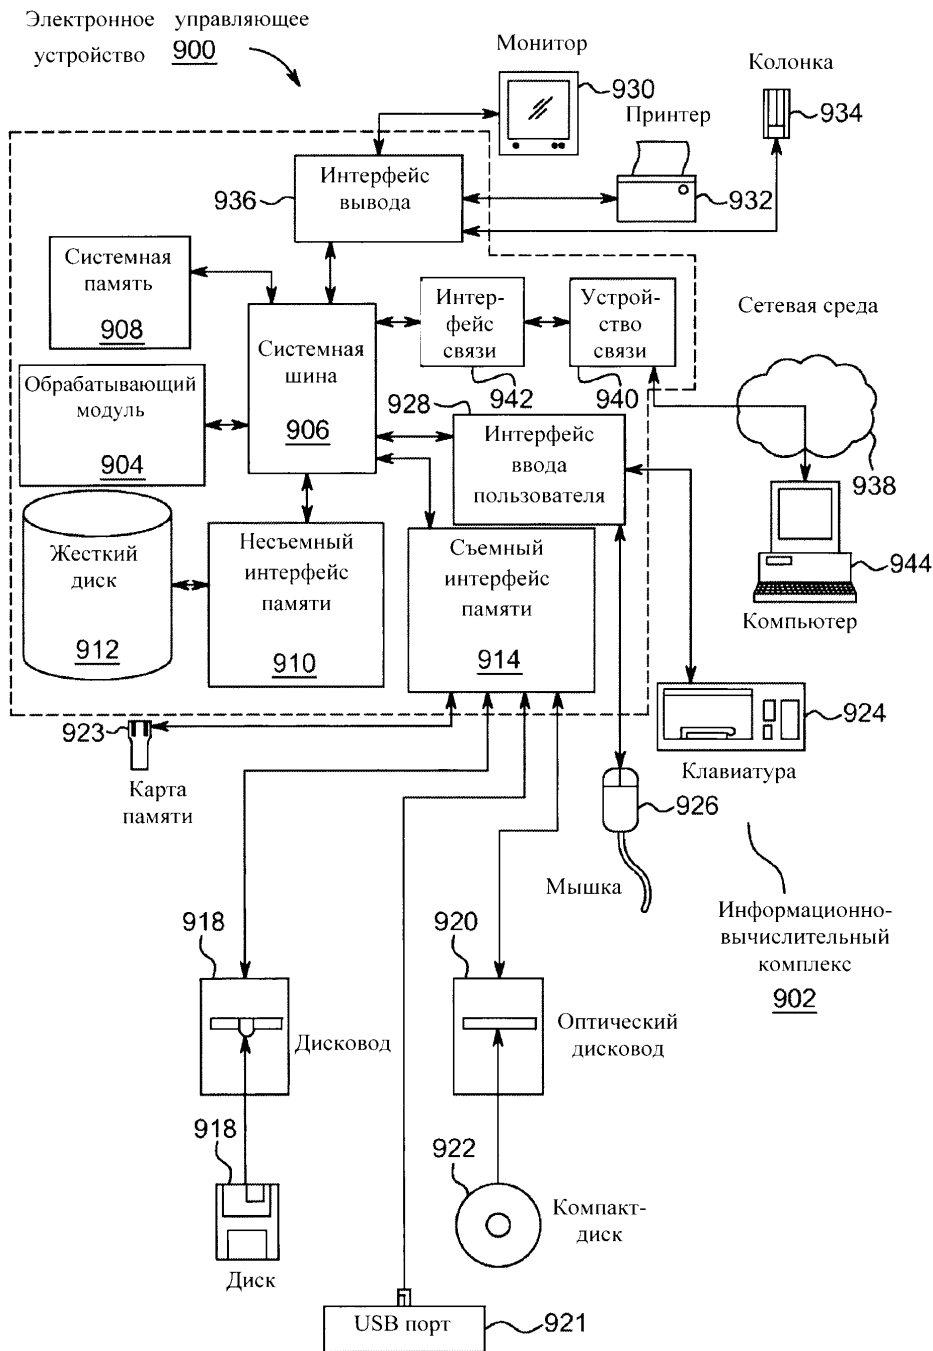 Электронное управляющее
устройство 900
Монитор
930
Колонка
934
Принтер
932
936
Интерфейс
вывода
Системная
память
908
Интер-
фейс
связи
942
Устрой-
ство
связи
940
Сетевая среда
938
Системная
шина
906
Обрабатывающий
модуль
904
928
Интерфейс
ввода
пользователя
944
Компьютер
Жесткий
диск
912
Несъемный
интерфейс
памяти
910
Съемный
интерфейс
памяти
914
923
Карта
памяти
924
Клавиатура
926
Мышка
Информационно-
вычислительный
комплекс
902
918
Дисковод
920
Оптический
дисковод
918
Диск
922
Компакт-
диск
USB порт
921